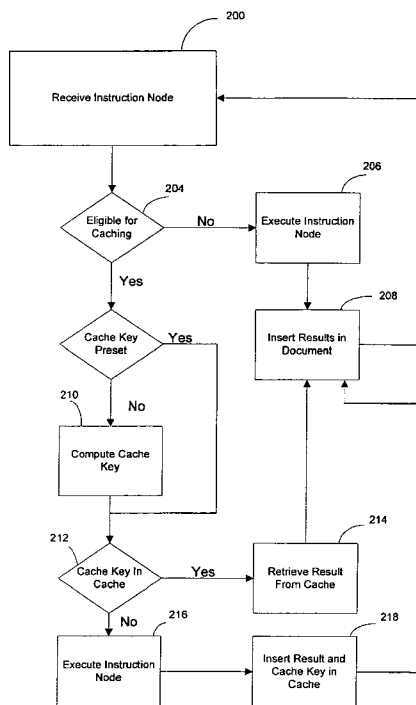 200
Receive Instruction Node
204
Eligible for
Caching
No
206
Execute Instruction
Node
Yes
208
Insert Results in
Document
Cache Key
Preset
Yes
No
210
Compute Cache
Key
212
Cache Key In
Cache
Yes
214
Retrieve Result
From Cache
No
216
Execute Instruction
Node
218
Insert Result and
Cache Key in
Cache